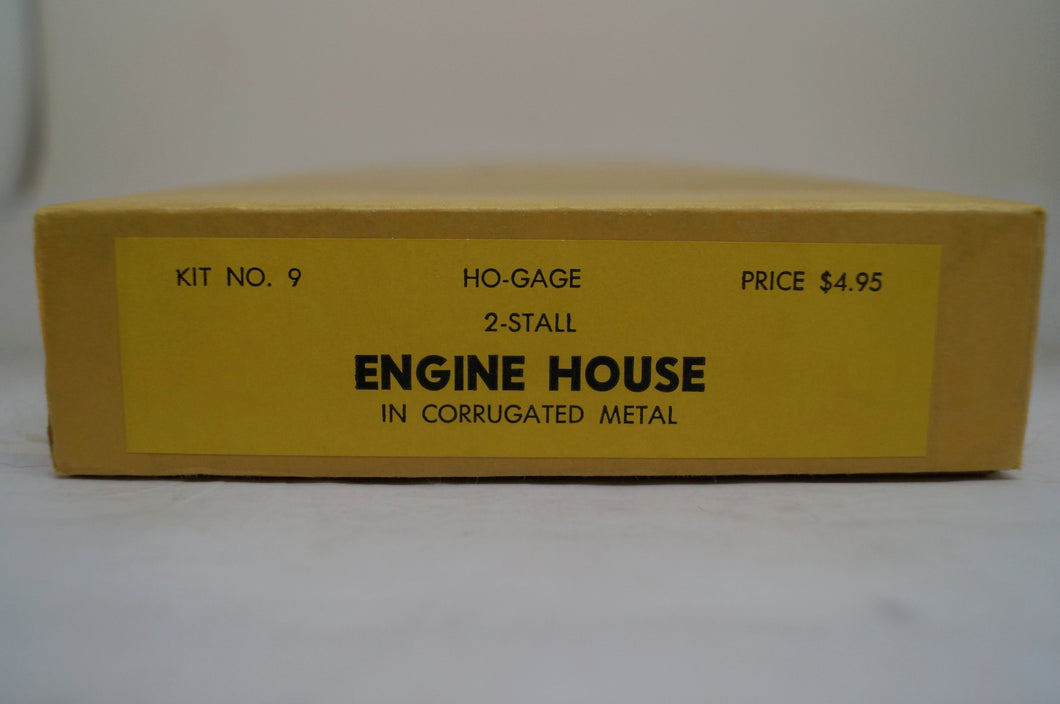 KIT NO. 9 HO-GAGE PRICE $4.95
2-STALL
ENGINE HOUSE
IN CORRUGATED METAL